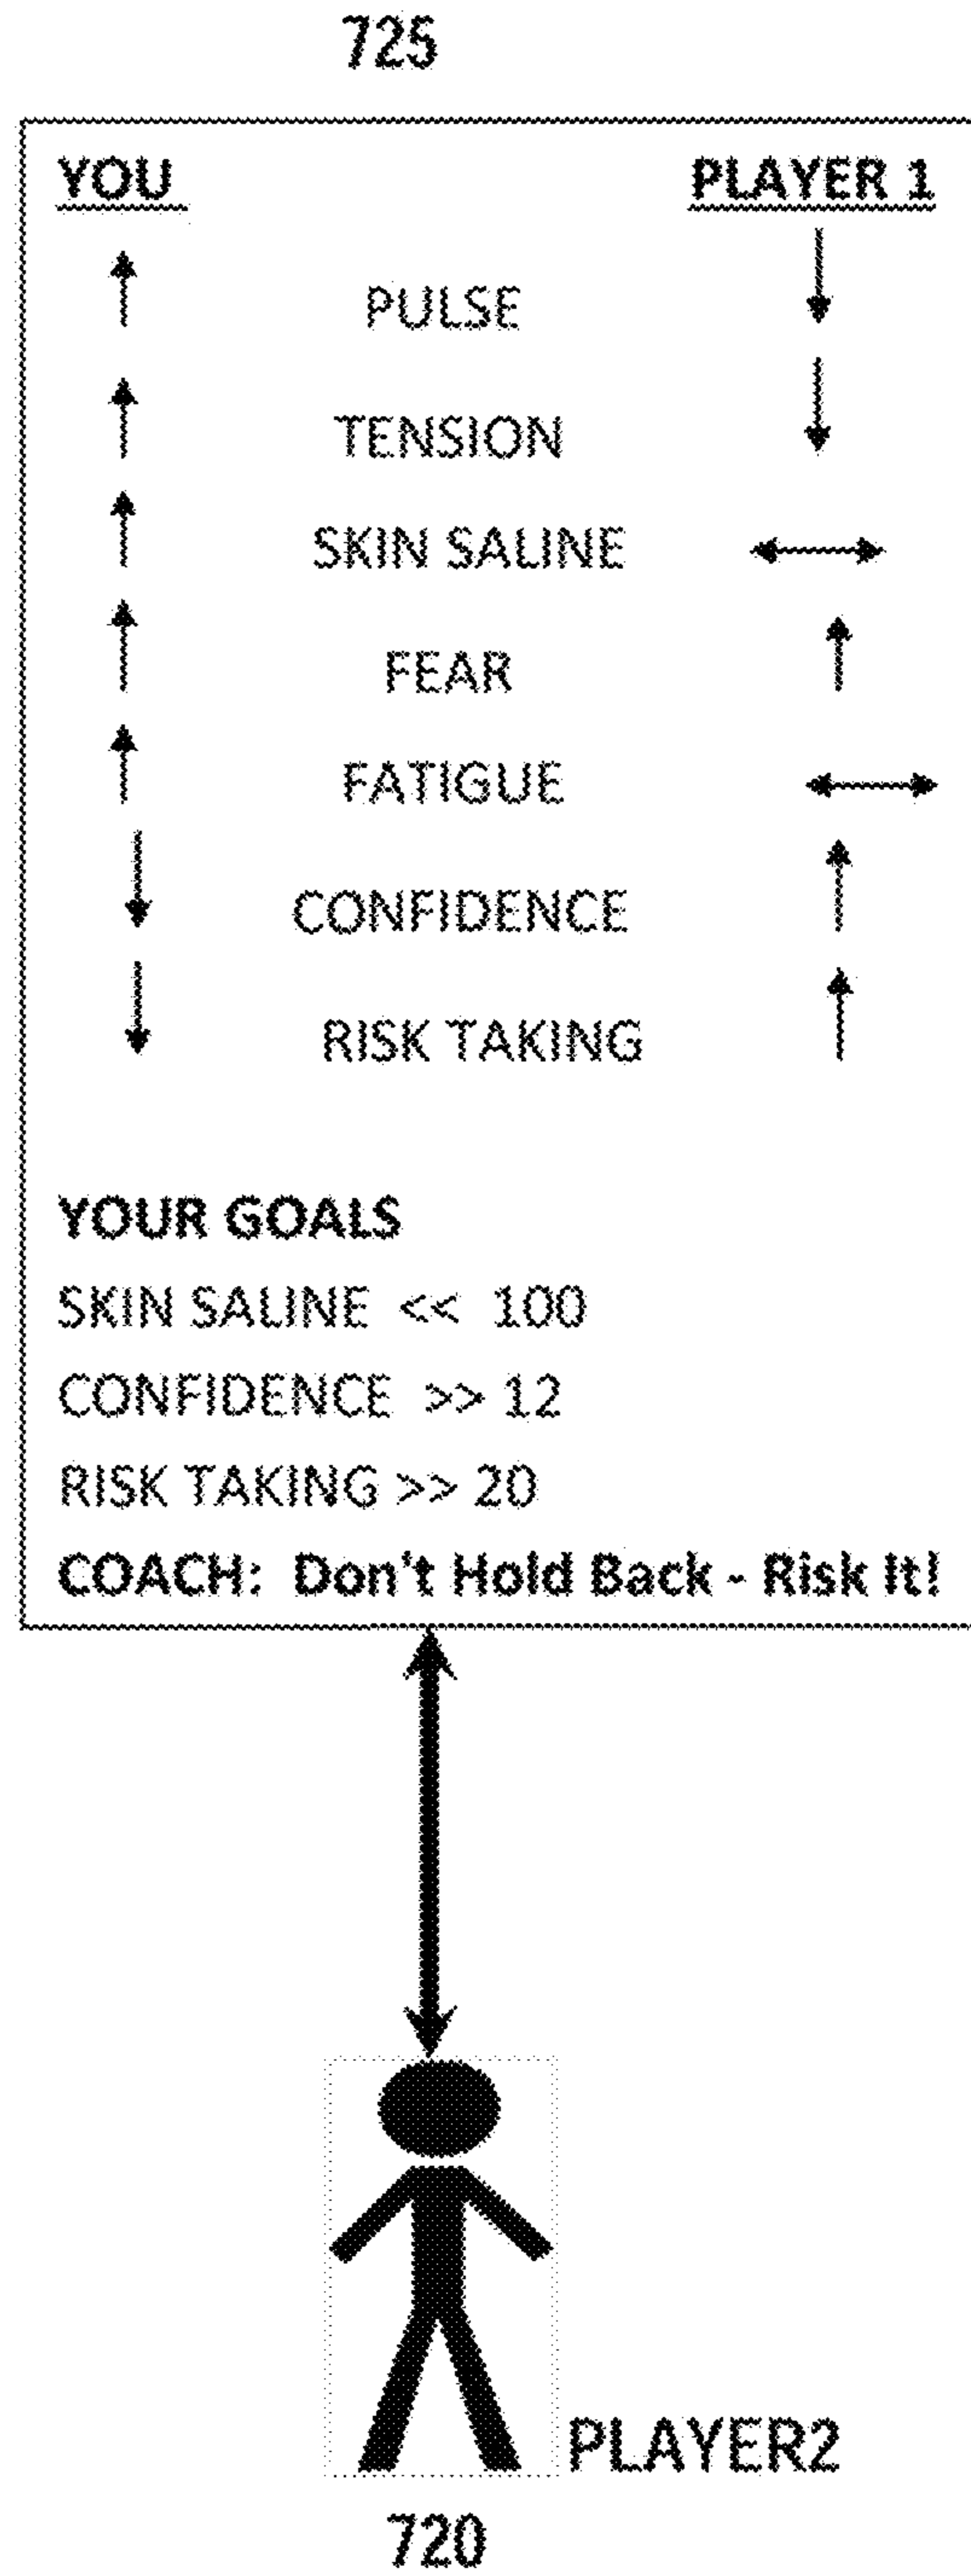 725
YOU PLAYER 1
PULSE
TENSION
SKIN SALINE
FEAR
FATIGUE
CONFIDENCE
RISK TAKING
YOUR GOALS
SKIN SALINE << 100
CONFIDENCE >> 12
RISK TAKING >> 20
COACH: Don't Hold Back - Risk It!
PLAYER2
720